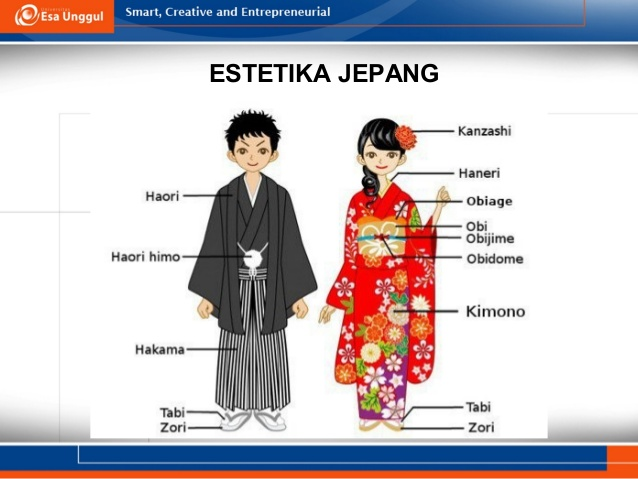 Esa Unggul
Smart, Creative and Entrepreneurial
ESTETIKA JEPANG
Haori
Haori himo
Hakama
Tabi
Zori
Kanzashi
Haneri
Obiage
Obi
Obijime
Obidome
Kimono
Tabi
Zori